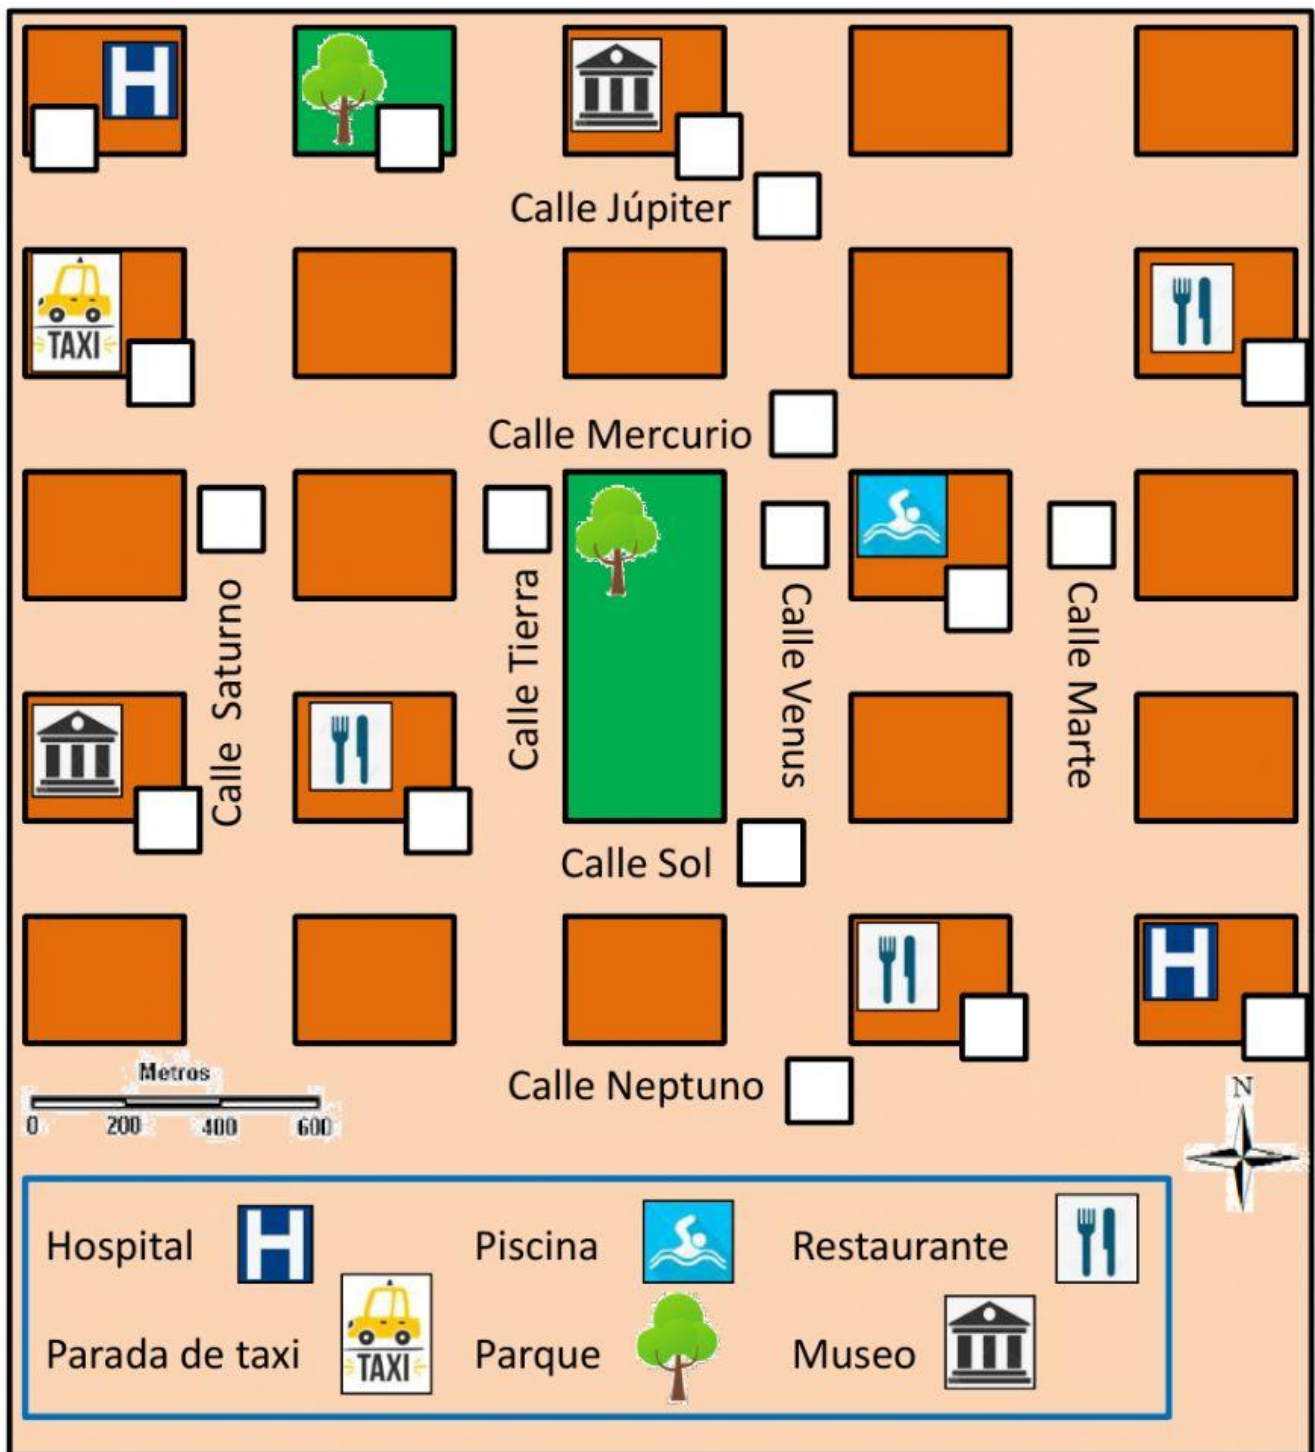 H
Calle Júpiter
TAXI
Calle Mercurio
Calle Saturno
Calle Tierra
Calle Venus
Calle Marte
Calle Sol
H
Metros
0 200 400 600
Calle Neptuno
N
Hospital H Piscina Restaurante
Parada de taxi TAXI Parque Museo